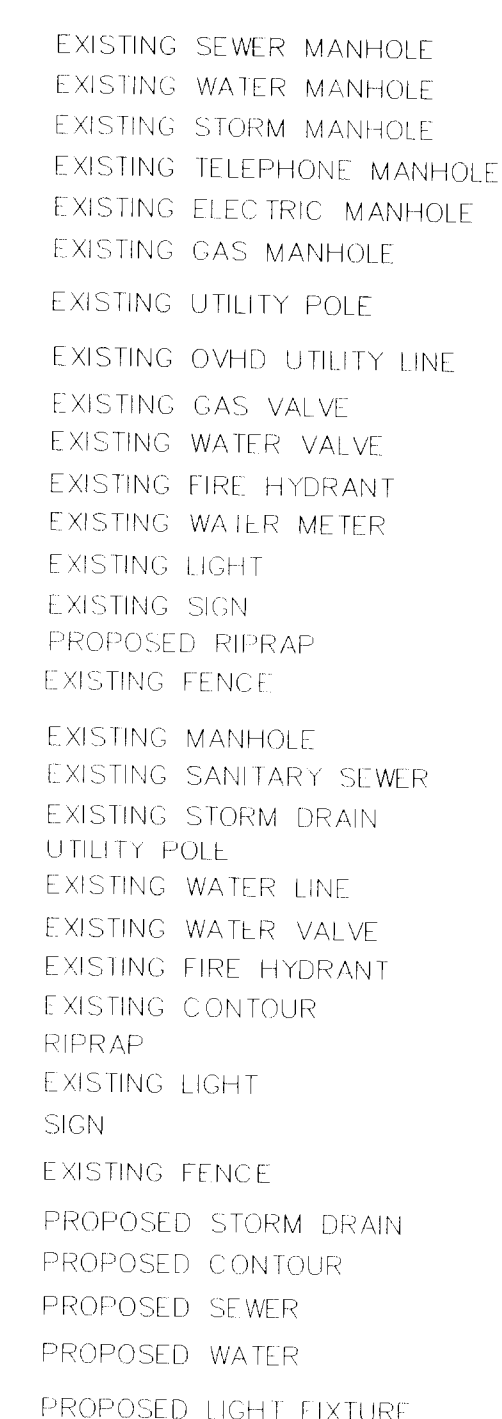 EXISTING SEWER MANHOLE
EXISTING WATER MANHOLE
EXISTING STORM MANHOLE
EXISTING TELEPHONE MANHOLE
EXISTING ELECTRIC MANHOLE
EXISTING GAS MANHOLE
EXISTING UTILITY POLE
EXISTING OVHD UTILITY LINE
EXISTING GAS VALVE
EXISTING WATER VALVE
EXISTING FIRE HYDRANT
EXISTING WATER METER
EXISTING LIGHT
EXISTING SIGN
PROPOSED RIPRAP
EXISTING FENCE
EXISTING MANHOLE
EXISTING SANITARY SEWER
EXISTING STORM DRAIN
UTILITY POLE
EXISTING WATER LINE
EXISTING WATER VALVE
EXISTING FIRE HYDRANT
EXISTING CONTOUR
RIPRAP
EXISTING LIGHT
SIGN
EXISTING FENCE
PROPOSED STORM DRAIN
PROPOSED CONTOUR
PROPOSED SEWER
PROPOSED WATER
PROPOSED LIGHT FIXTURE